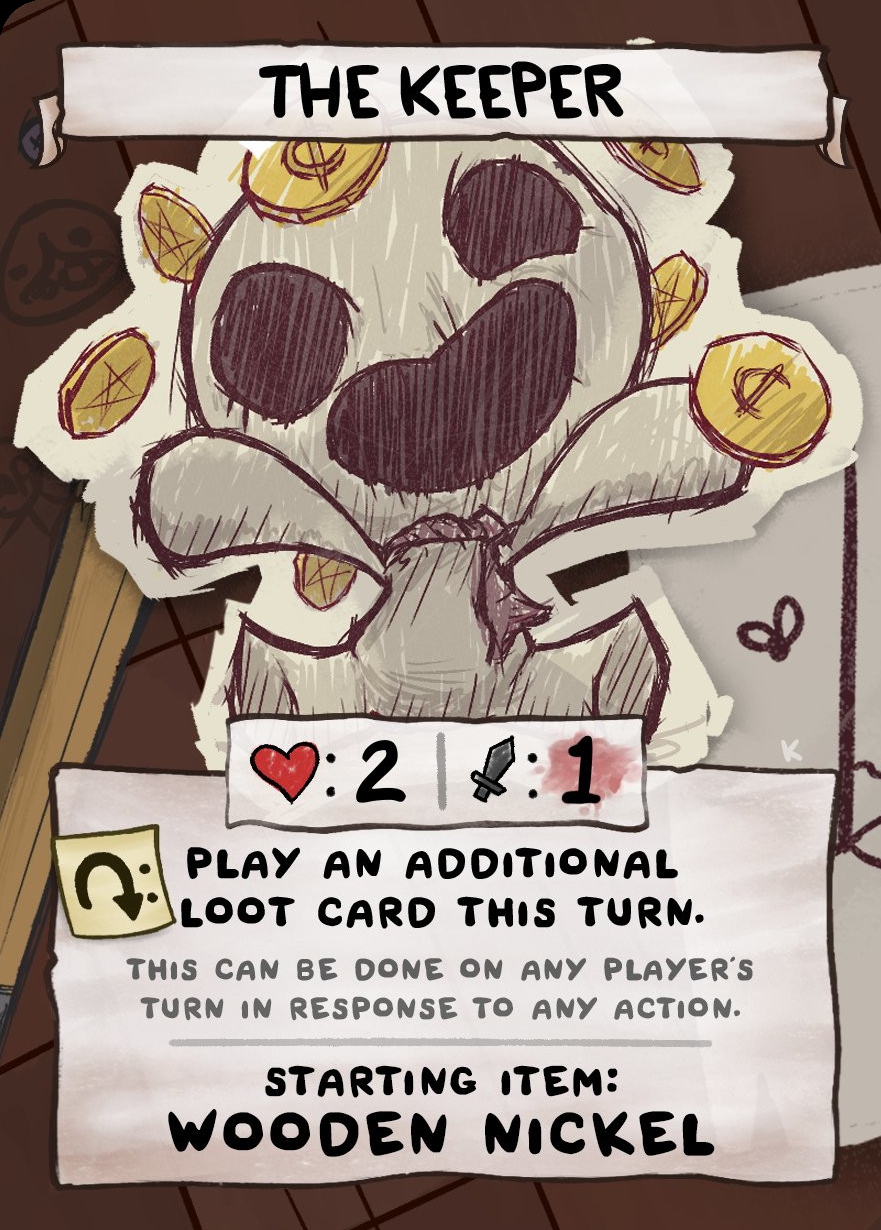 THE KEEPER
: 2 | : 1
: PLAY AN ADDITIONAL
LOOT CARD THIS TURN.
THIS CAN BE DONE ON ANY PLAYER'S
TURN IN RESPONSE TO ANY ACTION.
STARTING ITEM:
WOODEN NICKEL
K